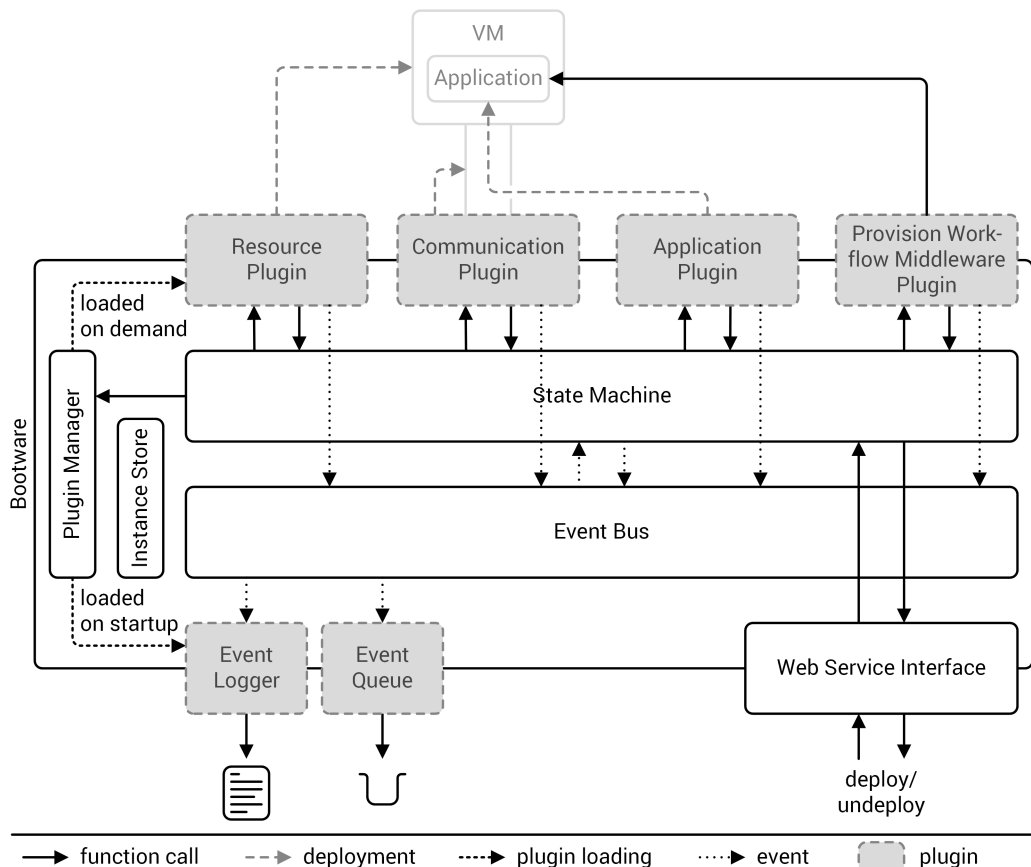 VM
Application
Resource
Plugin
Communication
Plugin
Application
Plugin
Provision Work-
flow Middleware
Plugin
loaded
on demand
State Machine
Bootware
Plugin Manager
Instance Store
Event Bus
loaded
on startup
Event
Logger
Event
Queue
Web Service Interface
deploy/
undeploy
function call
deployment
plugin loading
event
plugin